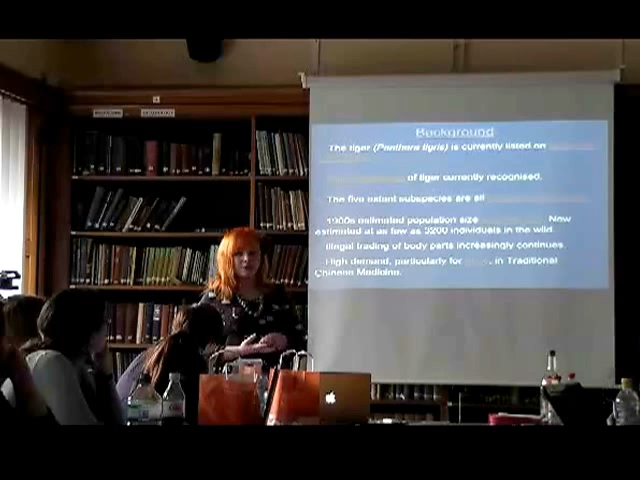 Background
The tiger (Panthera tigris) is currently listed on
of tiger currently recognised.
The five extant subspecies are all
1900s estimated population size Now
estimated at as few as 3200 individuals in the wild.
Illegal trading of body parts increasingly continues.
High demand, particularly for , in Traditional
Chinese Medicine.